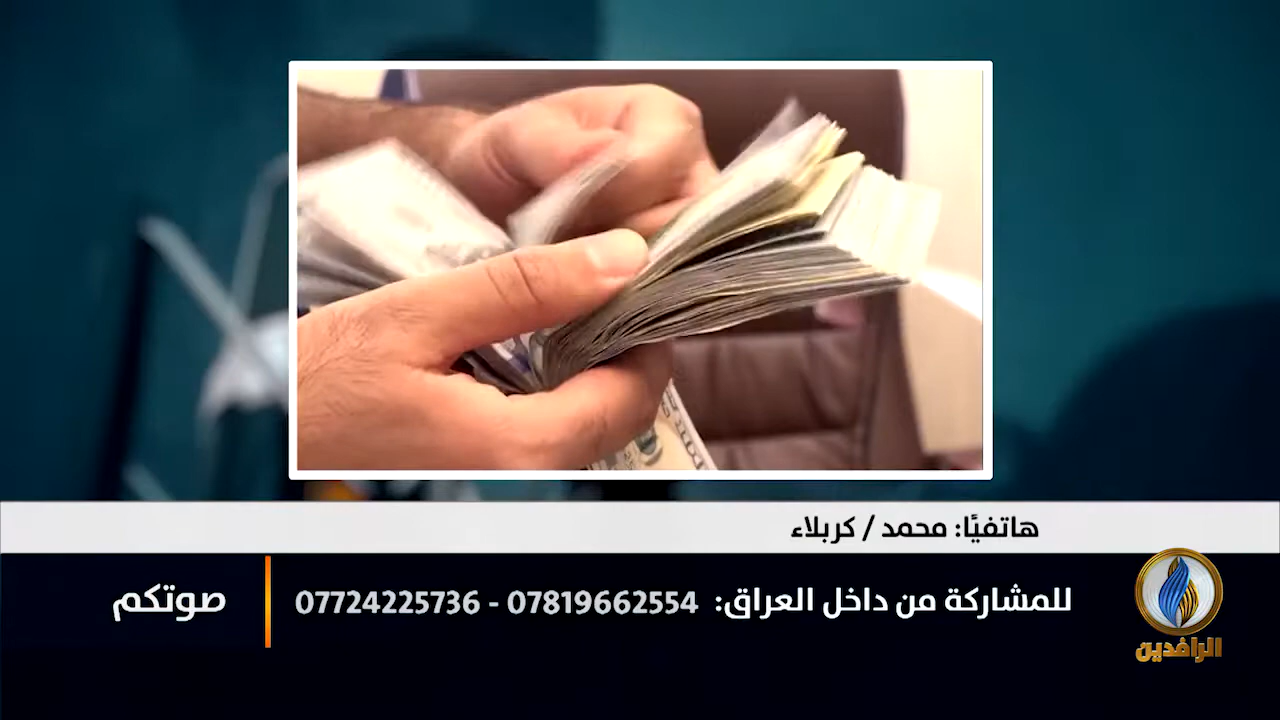 هاتفيًا: محمد / كربلاء
للمشاركة من داخل العراق: 07819662554 - 07724225736
صوتكم
الرافدين